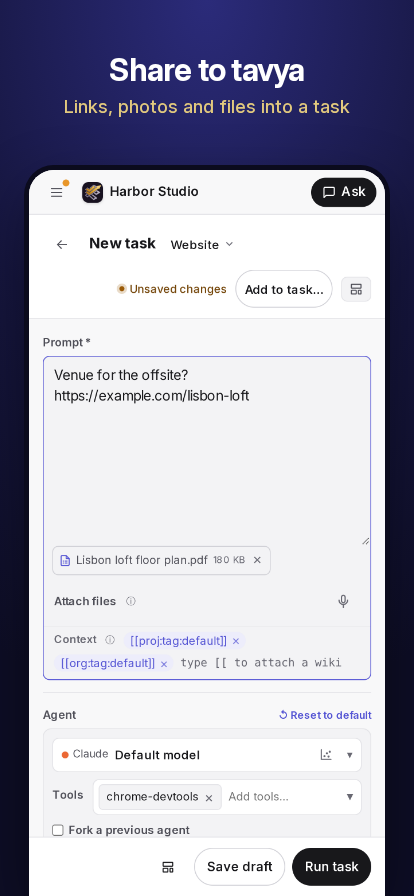 Share to tavya
Links, photos and files into a task
Harbor Studio
Ask
New task
Website
Unsaved changes
Add to task...
Prompt *
Venue for the offsite?
https://example.com/lisbon-loft
Lisbon loft floor plan.pdf 180 KB ×
Attach files ⓘ
Context ⓘ [[proj:tag:default]] ×
[[org:tag:default]] × type [[ to attach a wiki
Agent
Reset to default
Claude Default model
Tools chrome-devtools × Add tools...
Fork a previous agent
Save draft
Run task